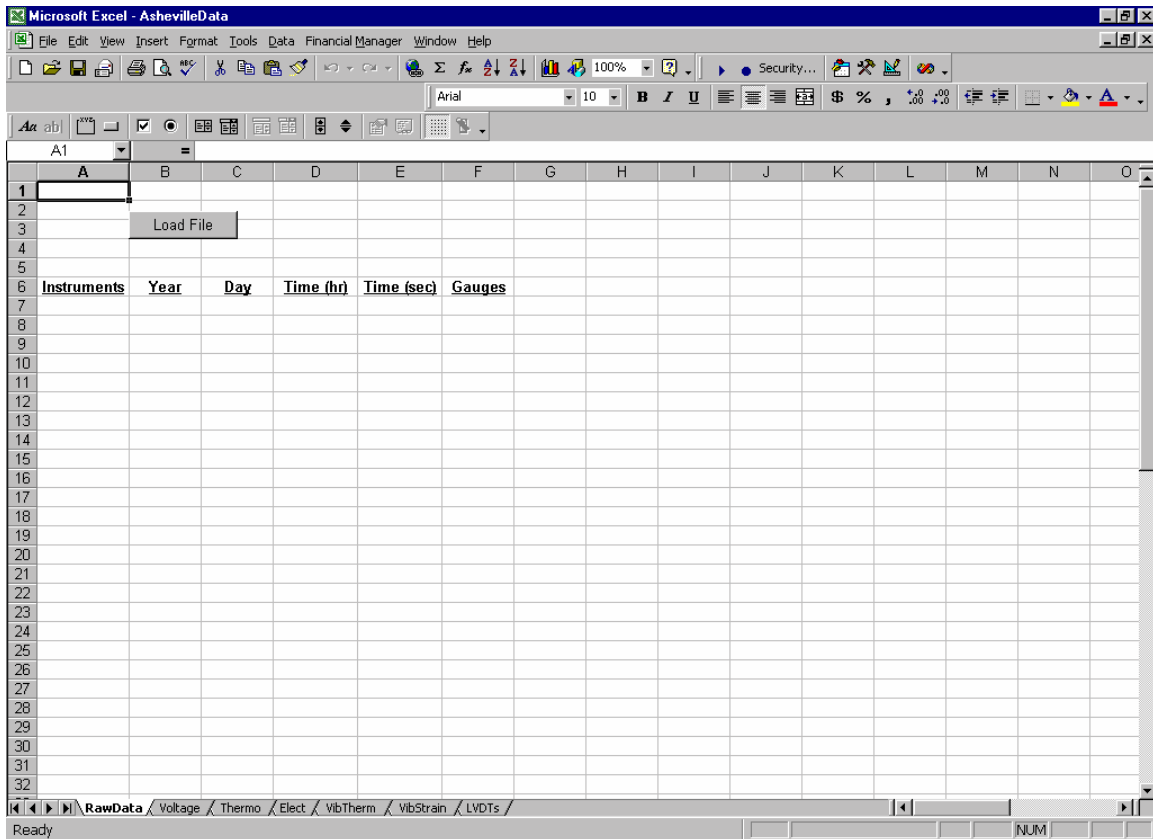 Microsoft Excel - AshevilleData
File Edit View Insert Format Tools Data Financial Manager Window Help
100% Security...
Arial 10 B I U $ % ,
Aa ab|
A1 =
A B C D E F G H I J K L M N O
1
2
3 Load File
4
5
6 Instruments Year Day Time (hr) Time (sec) Gauges
7
8
9
10
11
12
13
14
15
16
17
18
19
20
21
22
23
24
25
26
27
28
29
30
31
32
RawData Voltage Thermo Elect VibTherm VibStrain LVDTs
Ready NUM